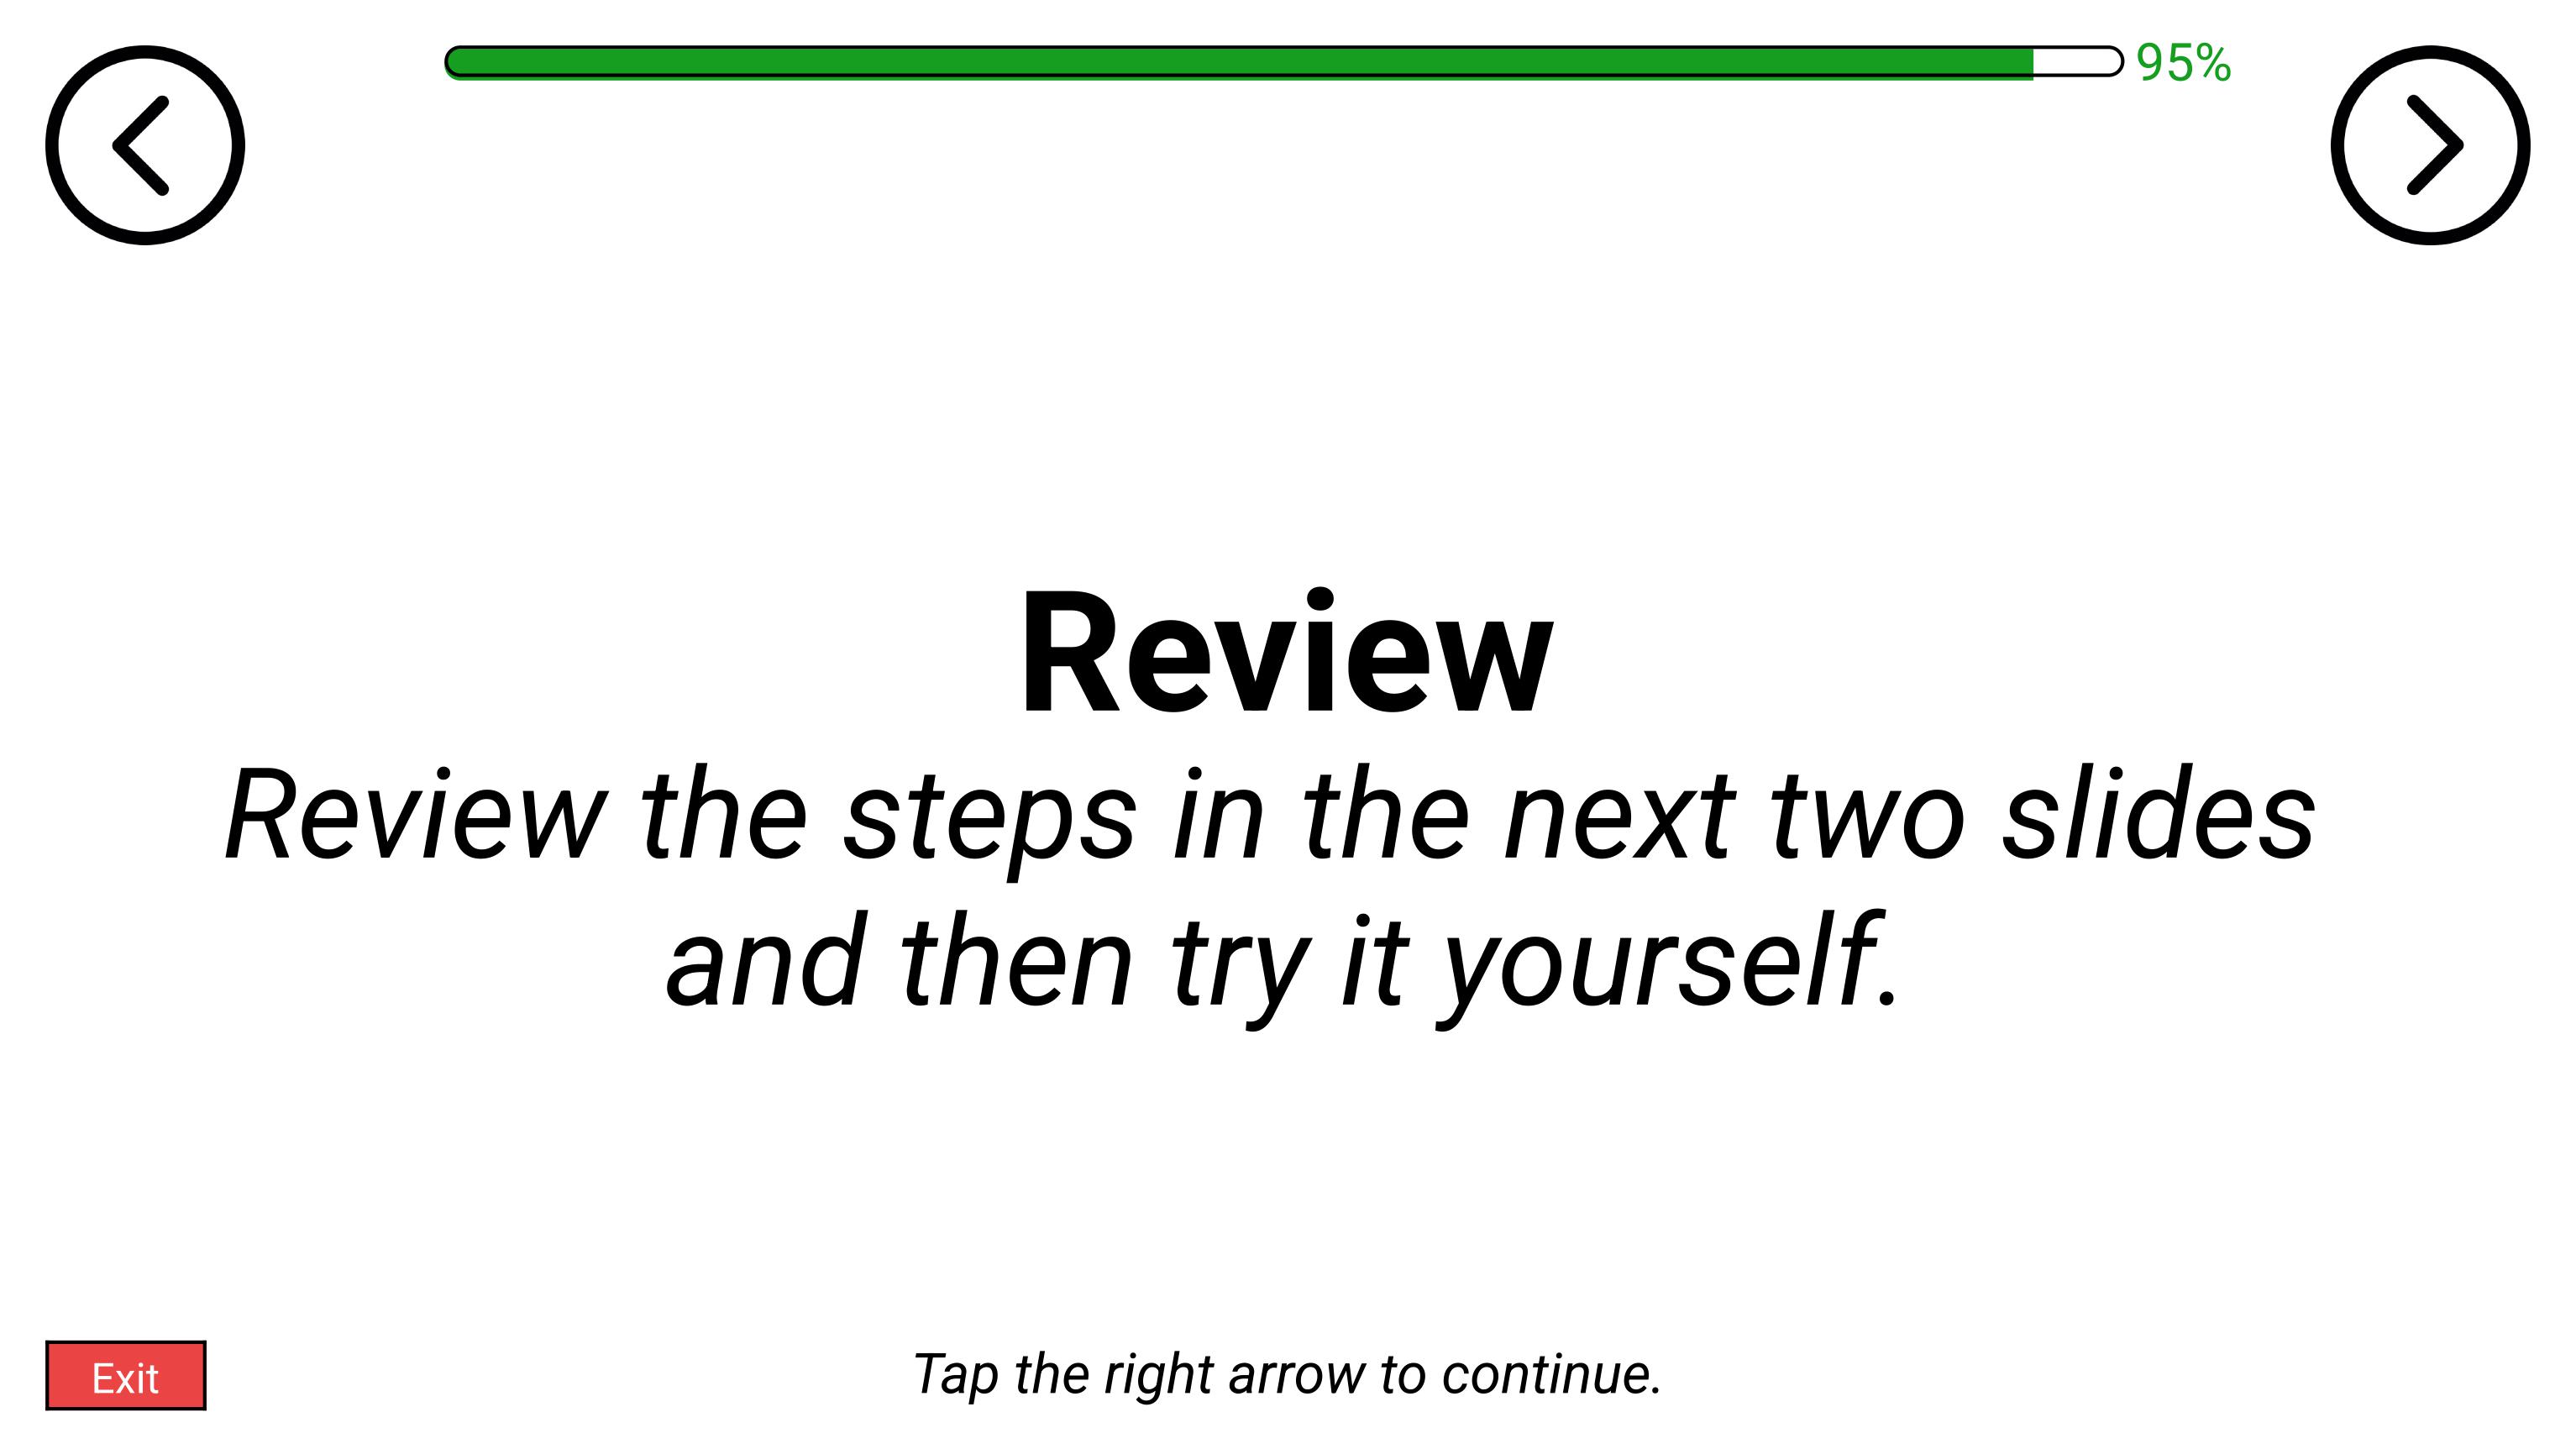 95%
Review
Review the steps in the next two slides
and then try it yourself.
Exit
Tap the right arrow to continue.